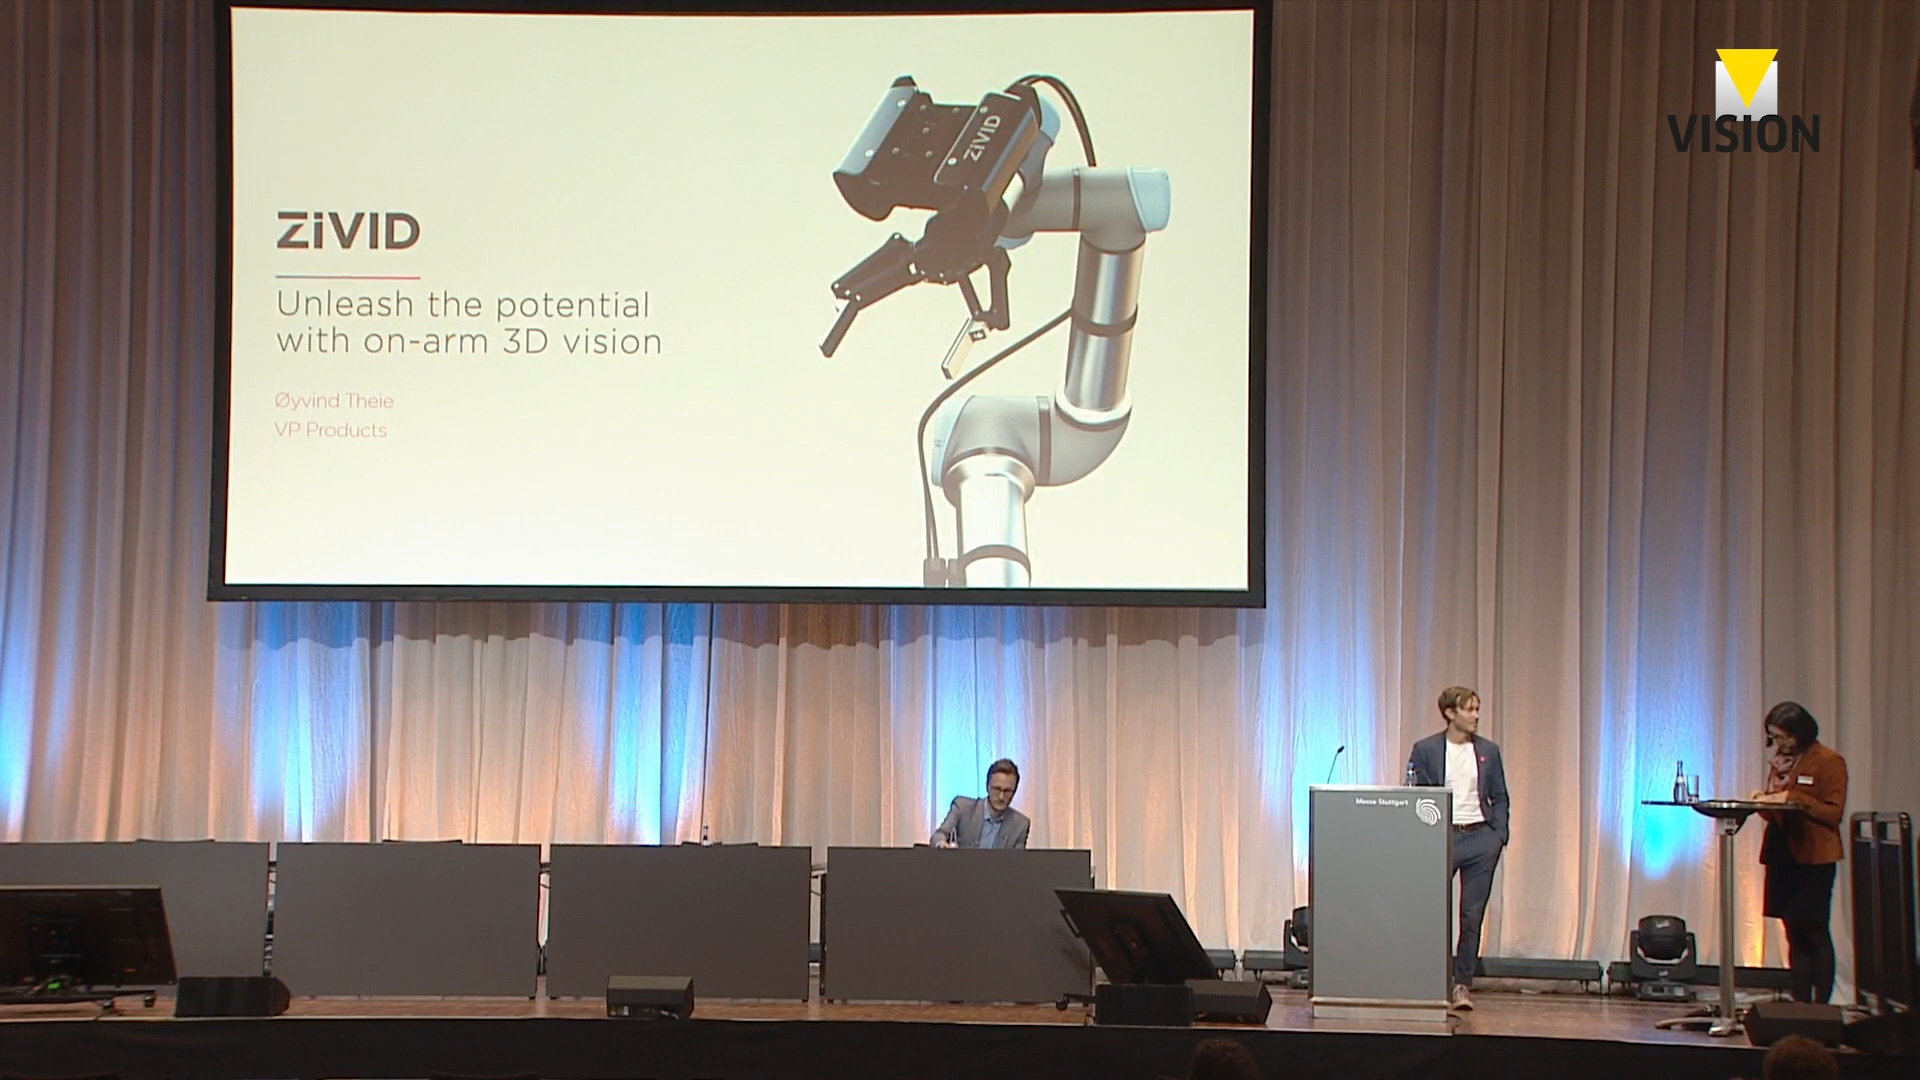 ZiVID
Unleash the potential
with on-arm 3D vision
Øyvind Theie
VP Products
ZiVID
VISION
Messe Stuttgart